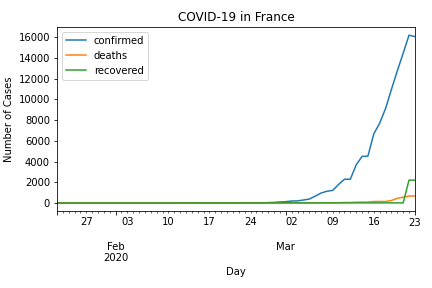 COVID-19 in France
confirmed
deaths
recovered
Number of Cases
16000
14000
12000
10000
8000
6000
4000
2000
0
27 03 10 17 24 02 09 16 23
Feb Mar
2020
Day